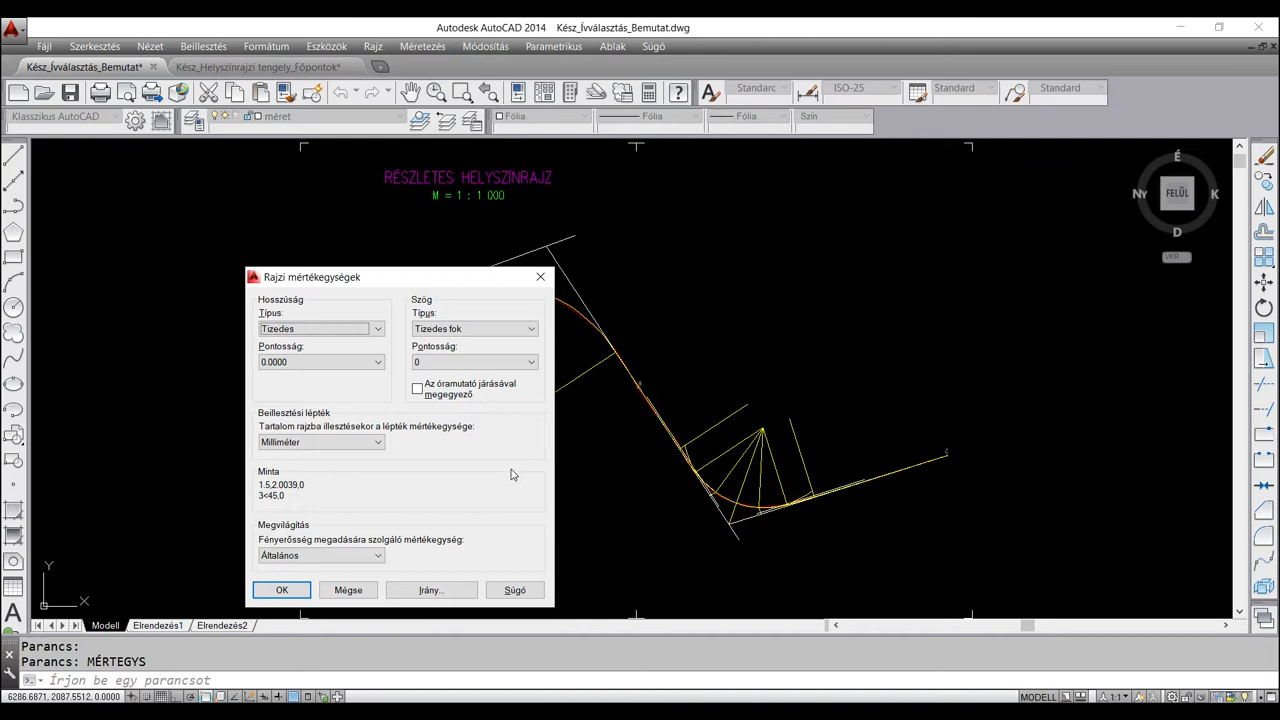 Autodesk AutoCAD 2014 Kész_Ívválasztás_Bemutat.dwg
Fájl Szerkesztés Nézet Beillesztés Formátum Eszközök Rajz Méretezés Módosítás Parametrikus Ablak Súgó
Kész_Ívválasztás_Bemutat* Kész_Helyszínrajzi tengely_Főpontok*
Standarc ISO-25 Standard Standard
Klasszikus AutoCAD méret Fólia Fólia Fólia Szín
RÉSZLETES HELYSZÍNRAJZ
M = 1 : 1 000
É
NY FELÜL K
D
VKR
Rajzi mértékegységek
Hosszúság
Típus:
Tizedes
Pontosság:
0.0000
Szög
Típus:
Tizedes fok
Pontosság:
0
Az óramutató járásával
megegyező
Beillesztési lépték
Tartalom rajzba illesztésekor a lépték mértékegysége:
Milliméter
Minta
1.5,2.0039,0
3<45,0
Megvilágítás
Fényerősség megadására szolgáló mértékegység:
Általános
OK Mégse Irány... Súgó
Y
X
Modell Elrendezés1 Elrendezés2
Parancs:
Parancs: MÉRTEGYS
Írjon be egy parancsot
6286.6871, 2087.5512, 0.0000 MODELL 1:1